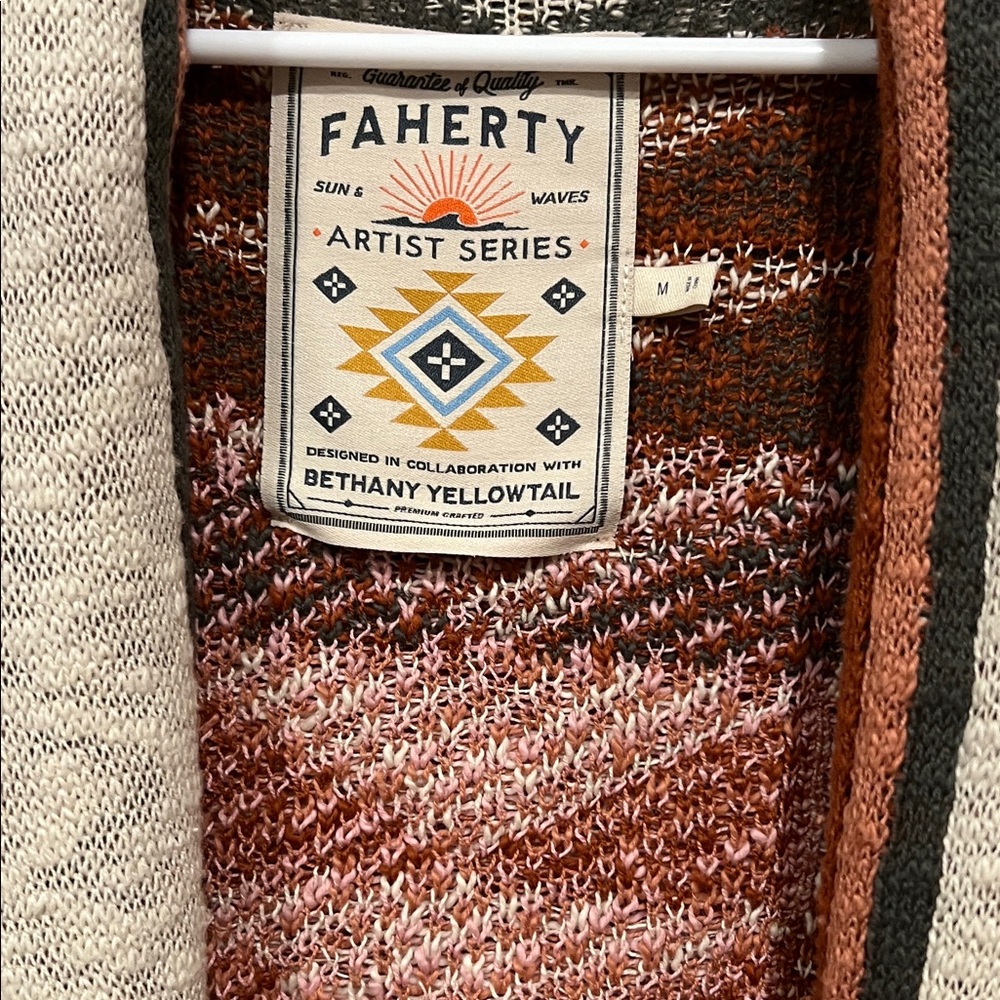 REG. Guarantee of Quality TMK.
FAHERTY
SUN & WAVES
ARTIST SERIES
M
DESIGNED IN COLLABORATION WITH
BETHANY YELLOWTAIL
PREMIUM CRAFTED